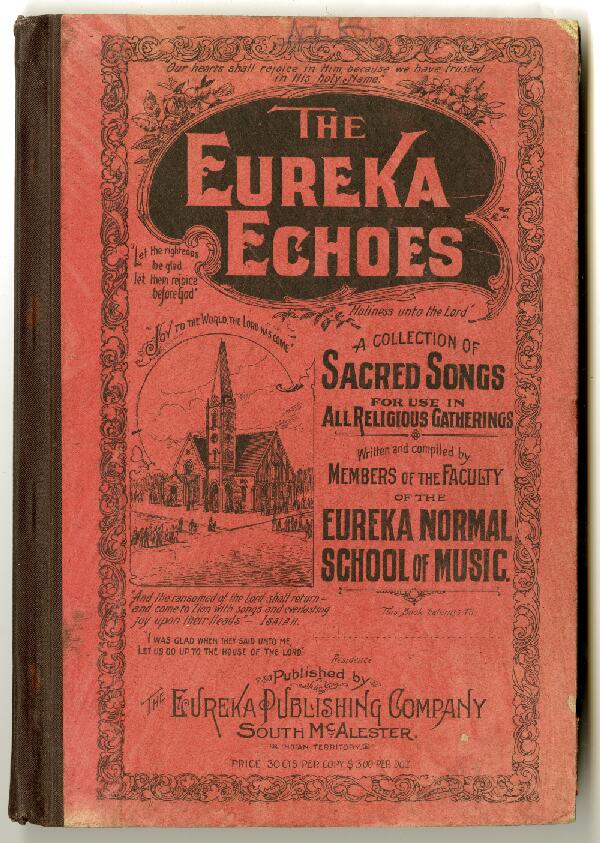 Our hearts shall rejoice in Him, because we have trusted
in His holy Name."
THE
EUREKA
ECHOES
"Let the righteous
be glad
let them rejoice
before God"
"Holiness unto the Lord"
"JOY TO THE WORLD THE LORD HAS COME"
A COLLECTION OF
SACRED SONGS
FOR USE IN
ALL RELIGIOUS GATHERINGS
Written and compiled by
MEMBERS OF THE FACULTY
OF THE
EUREKA NORMAL
SCHOOL OF MUSIC.
"And the ransomed of the Lord shall return—
and come to Zion with songs and everlasting
joy upon their heads — ISAIAH.
"I WAS GLAD WHEN THEY SAID UNTO ME,
LET US GO UP TO THE HOUSE OF THE LORD"
This Book belongs to
Residence
Published by
THE EUREKA PUBLISHING COMPANY
SOUTH McALESTER.
INDIAN TERRITORY.
PRICE 30 CTS PER COPY $3.00 PER DOZ.